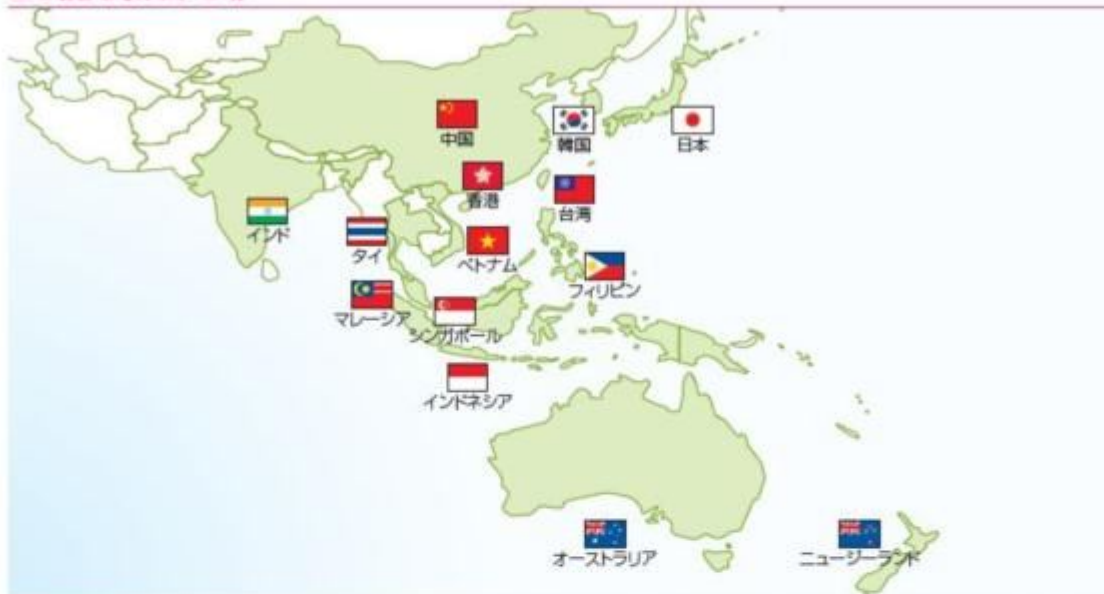 中国
韓国
日本
香港
台湾
インド
タイ
ベトナム
フィリピン
マレーシア
シンガポール
インドネシア
オーストラリア
ニュージーランド